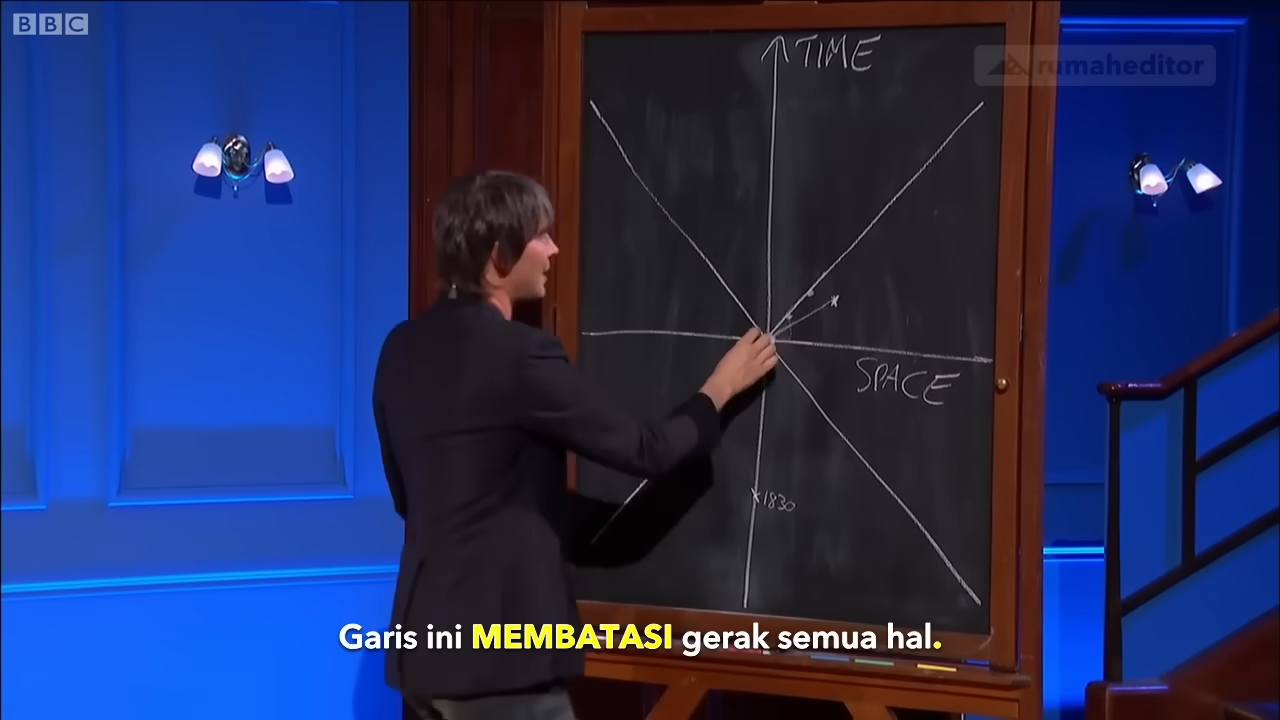 BBC
TIME
rumaheditor
SPACE
1830
Garis ini MEMBATASI gerak semua hal.